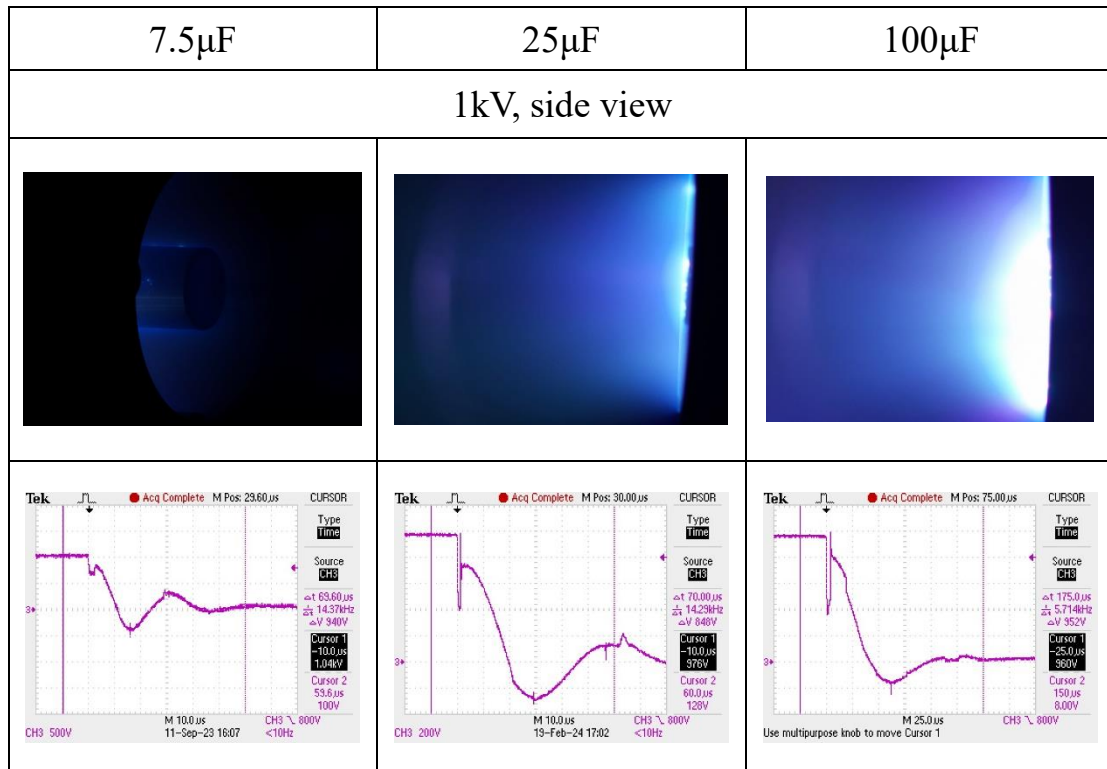 7.5μF
25μF
100μF
1kV, side view
Tek Acq Complete M Pos: 29.60μs CURSOR
Type
Time
Source
CH3
Δt 69.60μs
1/Δt 14.37kHz
ΔV 940V
Cursor 1
-10.0μs
1.04kV
Cursor 2
59.6μs
100V
3
CH3 500V M 10.0μs CH3 \ 800V
11-Sep-23 16:07 <10Hz
Tek Acq Complete M Pos: 30.00μs CURSOR
Type
Time
Source
CH3
Δt 70.00μs
1/Δt 14.29kHz
ΔV 848V
Cursor 1
-10.0μs
976V
Cursor 2
60.0μs
128V
3
CH3 200V M 10.0μs CH3 \ 800V
19-Feb-24 17:02 <10Hz
Tek Acq Complete M Pos: 75.00μs CURSOR
Type
Time
Source
CH3
Δt 175.0μs
1/Δt 5.714kHz
ΔV 952V
Cursor 1
-25.0μs
960V
Cursor 2
150μs
8.00V
3
M 25.0μs CH3 \ 800V
Use multipurpose knob to move Cursor 1